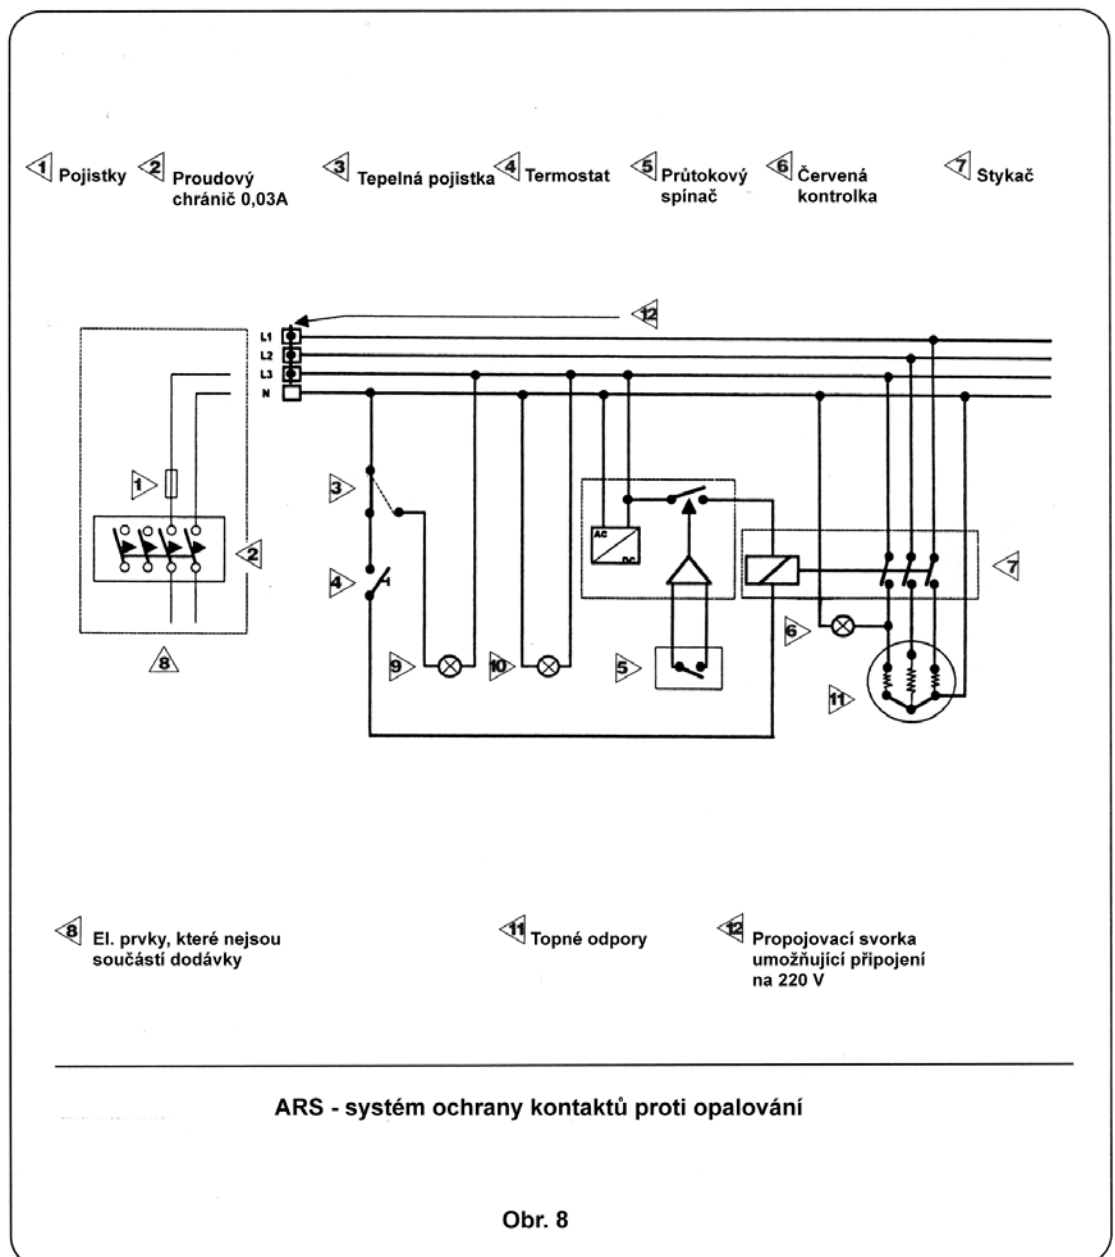 1 Pojistky
2 Proudový
chránič 0,03A
3 Tepelná pojistka
4 Termostat
5 Průtokový
spínač
6 Červená
kontrolka
7 Stykač
12
L1
L2
L3
N
1
2
3
4
AC
DC
7
8
9
10
5
6
11
8 El. prvky, které nejsou
součástí dodávky
11 Topné odpory
12 Propojovací svorka
umožňující připojení
na 220 V
ARS - systém ochrany kontaktů proti opalování
Obr. 8